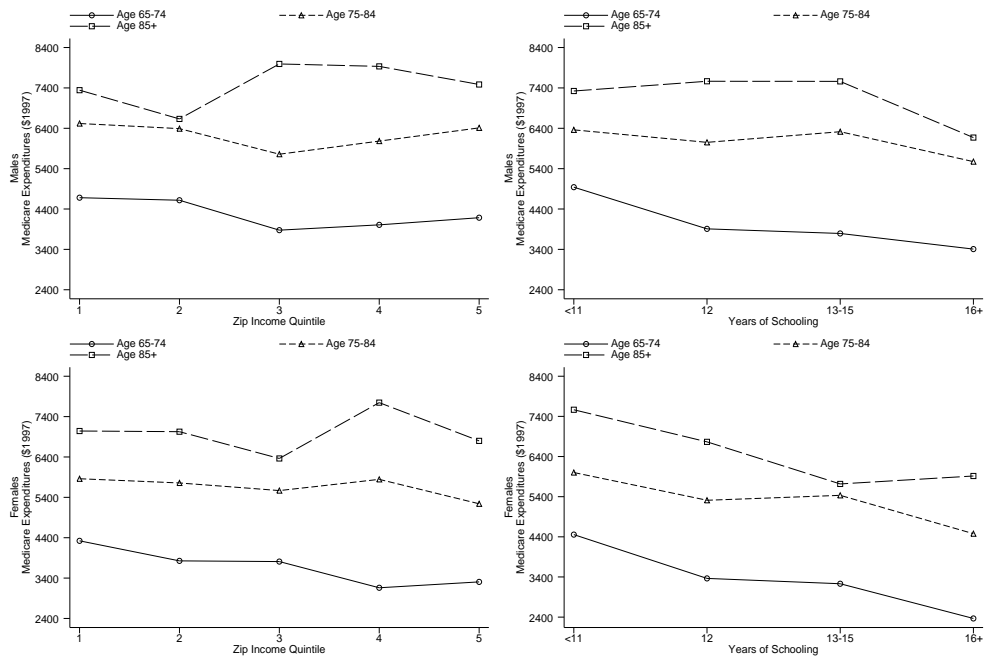 Age 65-74 Age 75-84
Age 85+
Males
Medicare Expenditures ($1997)
8400
7400
6400
5400
4400
3400
2400
1 2 3 4 5
Zip Income Quintile
Age 65-74 Age 75-84
Age 85+
Males
Medicare Expenditures ($1997)
8400
7400
6400
5400
4400
3400
2400
<11 12 13-15 16+
Years of Schooling
Age 65-74 Age 75-84
Age 85+
Females
Medicare Expenditures ($1997)
8400
7400
6400
5400
4400
3400
2400
1 2 3 4 5
Zip Income Quintile
Age 65-74 Age 75-84
Age 85+
Females
Medicare Expenditures ($1997)
8400
7400
6400
5400
4400
3400
2400
<11 12 13-15 16+
Years of Schooling